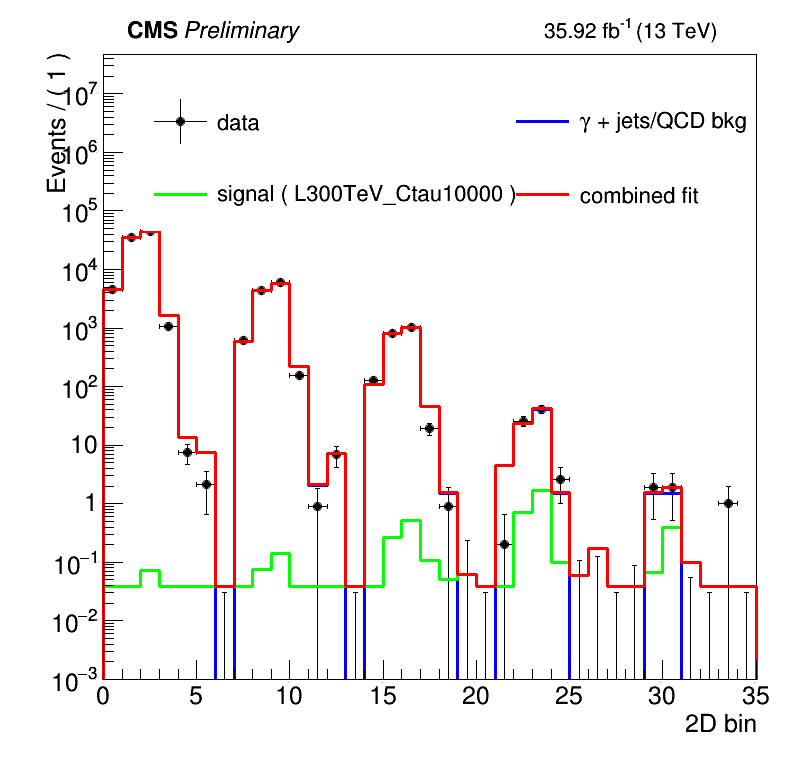 CMS Preliminary
35.92 fb⁻¹ (13 TeV)
Events / ( 1 )
data
γ + jets/QCD bkg
signal ( L300TeV_Ctau10000 )
combined fit
10⁷
10⁶
10⁵
10⁴
10³
10²
10
1
10⁻¹
10⁻²
10⁻³
0 5 10 15 20 25 30 35
2D bin